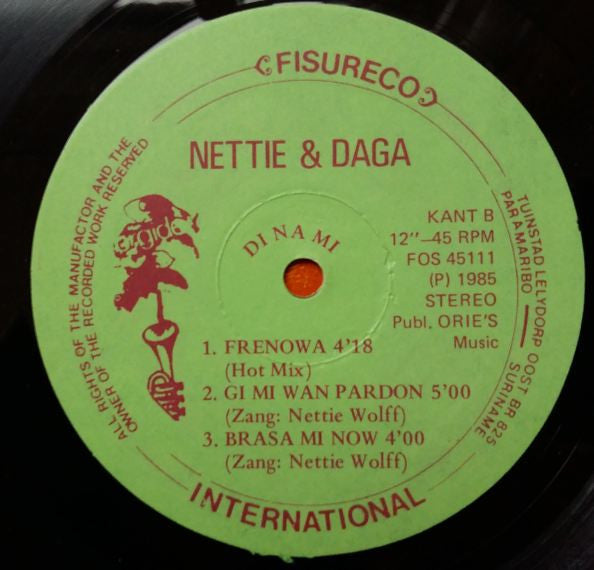 FISURECO
NETTIE & DAGA
DI NA MI
KANT B
12"–45 RPM
FOS 45111
(P) 1985
STEREO
Publ. ORIE'S
Music
1. FRENOWA 4'18
(Hot Mix)
2. GI MI WAN PARDON 5'00
(Zang: Nettie Wolff)
3. BRASA MI NOW 4'00
(Zang: Nettie Wolff)
INTERNATIONAL
ALL RIGHTS OF THE MANUFACTOR AND THE
OWNER OF THE RECORDED WORK RESERVED
TUINSTAD LELYDORP OOST BR 825
PARAMARIBO — SURINAME